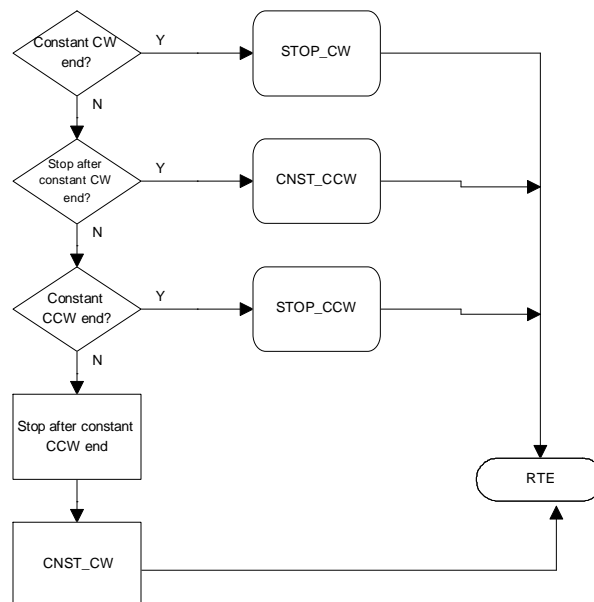 Constant CW
end?
Y
STOP_CW
N
Stop after
constant CW
end?
Y
CNST_CCW
N
Constant
CCW end?
Y
STOP_CCW
N
Stop after constant
CCW end
RTE
CNST_CW